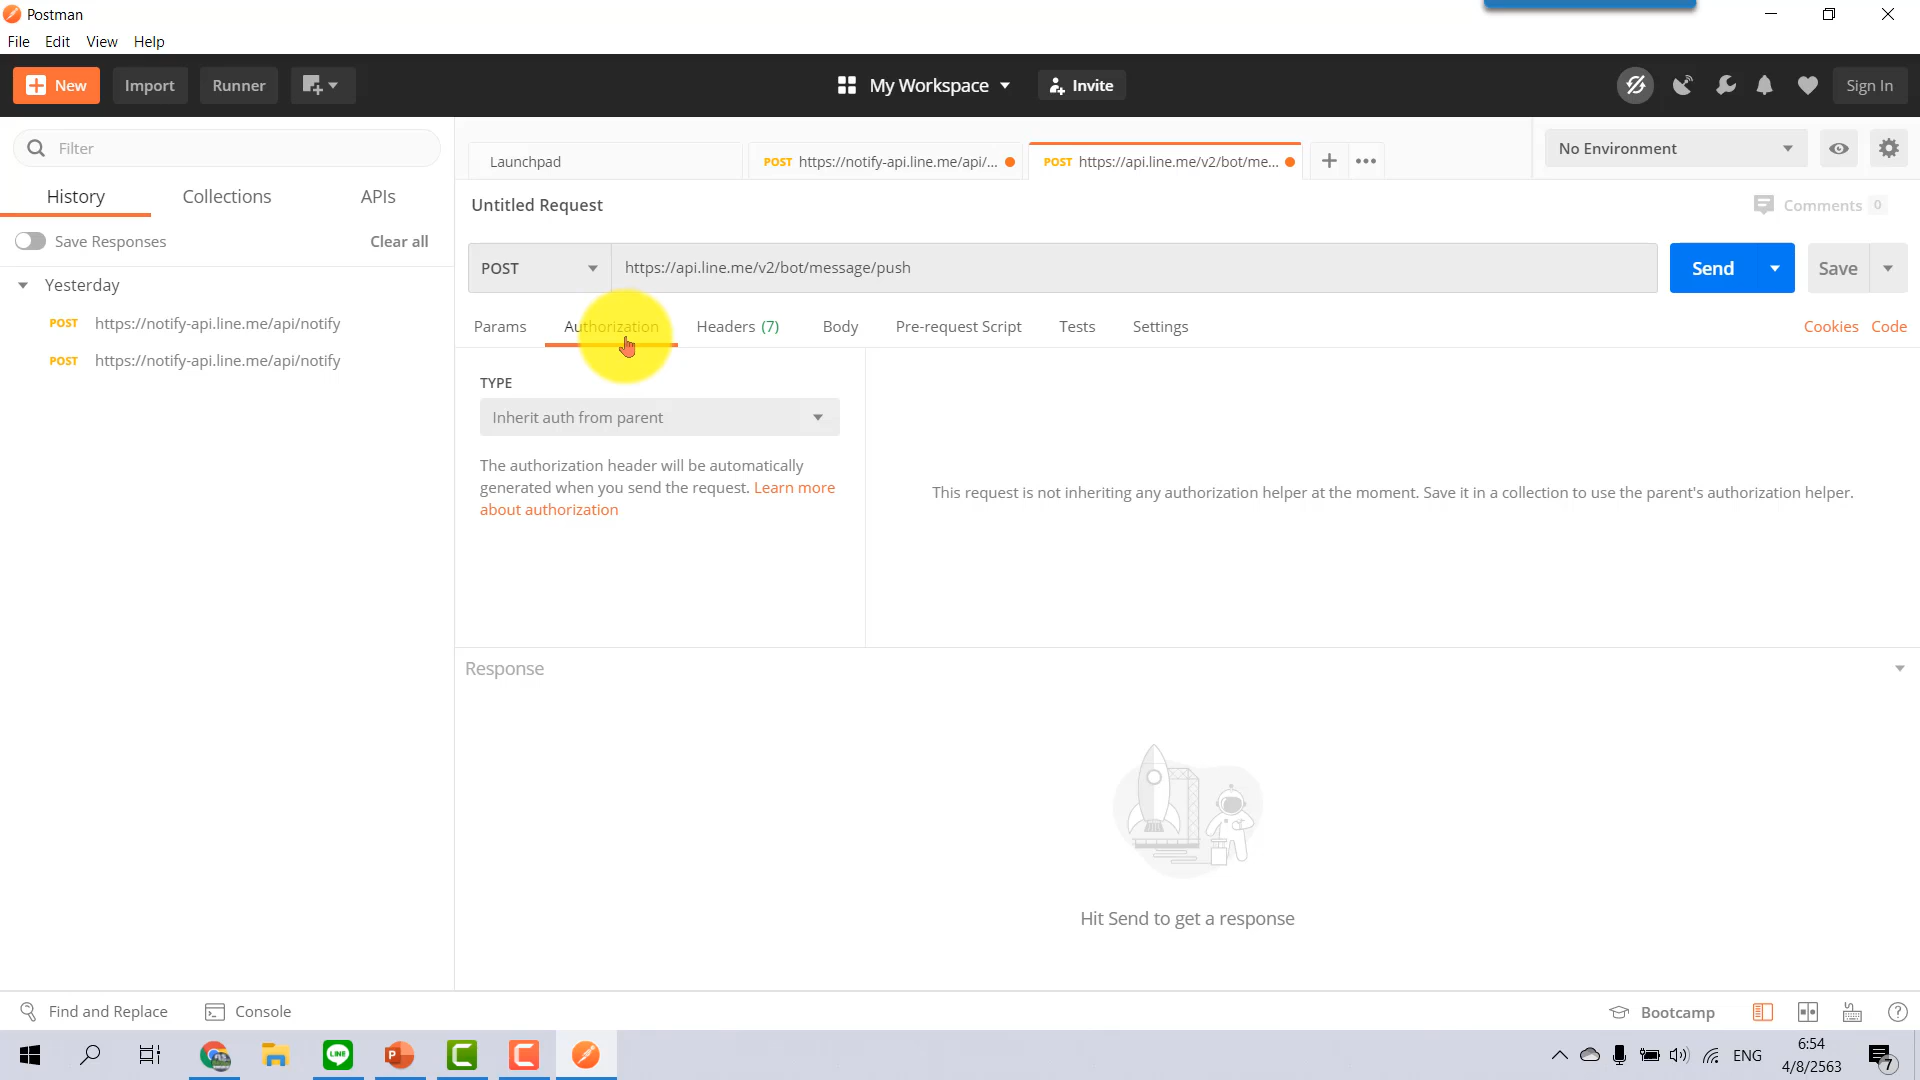 Postman
File Edit View Help
New Import Runner My Workspace Invite Sign In
Filter
Launchpad POST https://notify-api.line.me/api/... POST https://api.line.me/v2/bot/me... No Environment
History Collections APIs
Untitled Request Comments 0
Save Responses Clear all
POST https://api.line.me/v2/bot/message/push Send Save
Yesterday
POST https://notify-api.line.me/api/notify
POST https://notify-api.line.me/api/notify
Params Authorization Headers (7) Body Pre-request Script Tests Settings Cookies Code
TYPE
Inherit auth from parent
The authorization header will be automatically
generated when you send the request. Learn more
about authorization
This request is not inheriting any authorization helper at the moment. Save it in a collection to use the parent's authorization helper.
Response
Hit Send to get a response
Find and Replace Console Bootcamp
LINE
P
C
C
ENG
6:54
4/8/2563
7